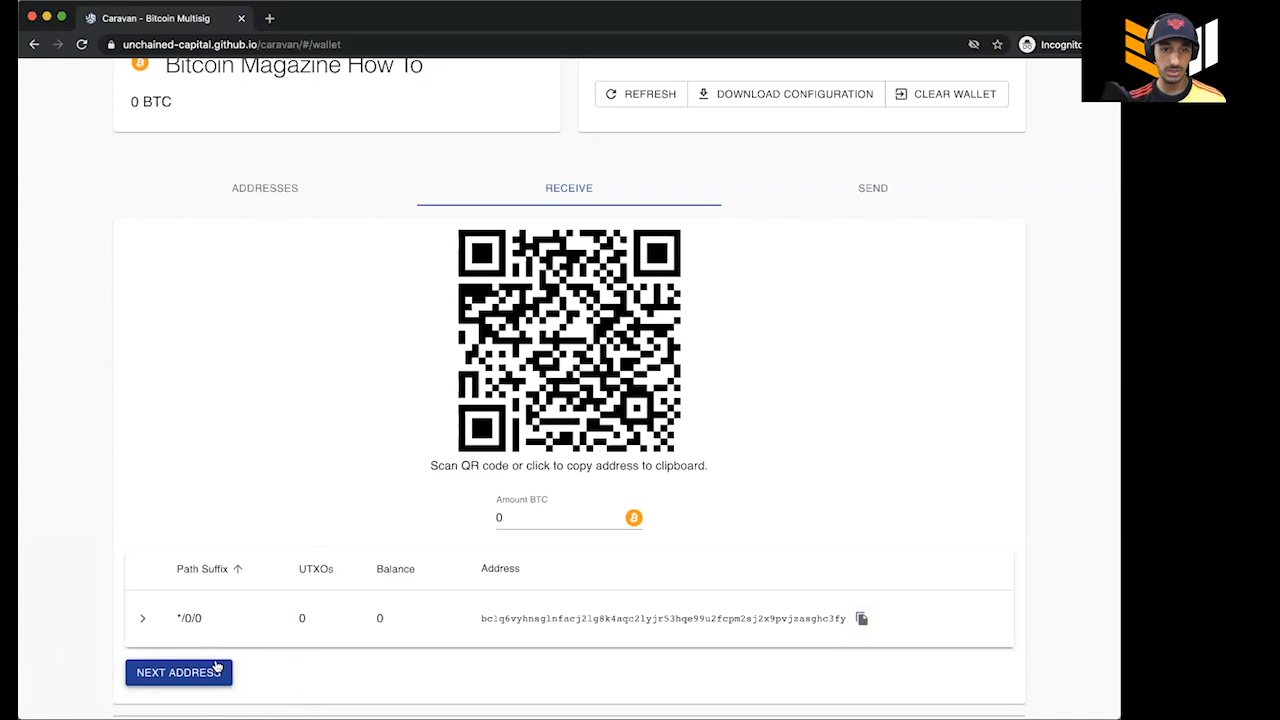 Caravan - Bitcoin Multisig
unchained-capital.github.io/caravan/#/wallet
Incognito
Bitcoin Magazine How To
0 BTC
REFRESH
DOWNLOAD CONFIGURATION
CLEAR WALLET
ADDRESSES
RECEIVE
SEND
Scan QR code or click to copy address to clipboard.
Amount BTC
0
Path Suffix UTXOs Balance Address
*/0/0 0 0 bc1q6vyhnsglnfacj2lg8k4aqc2lyjr53hqe99u2fcpm2sj2x9pvjzasghc3fy
NEXT ADDRESS